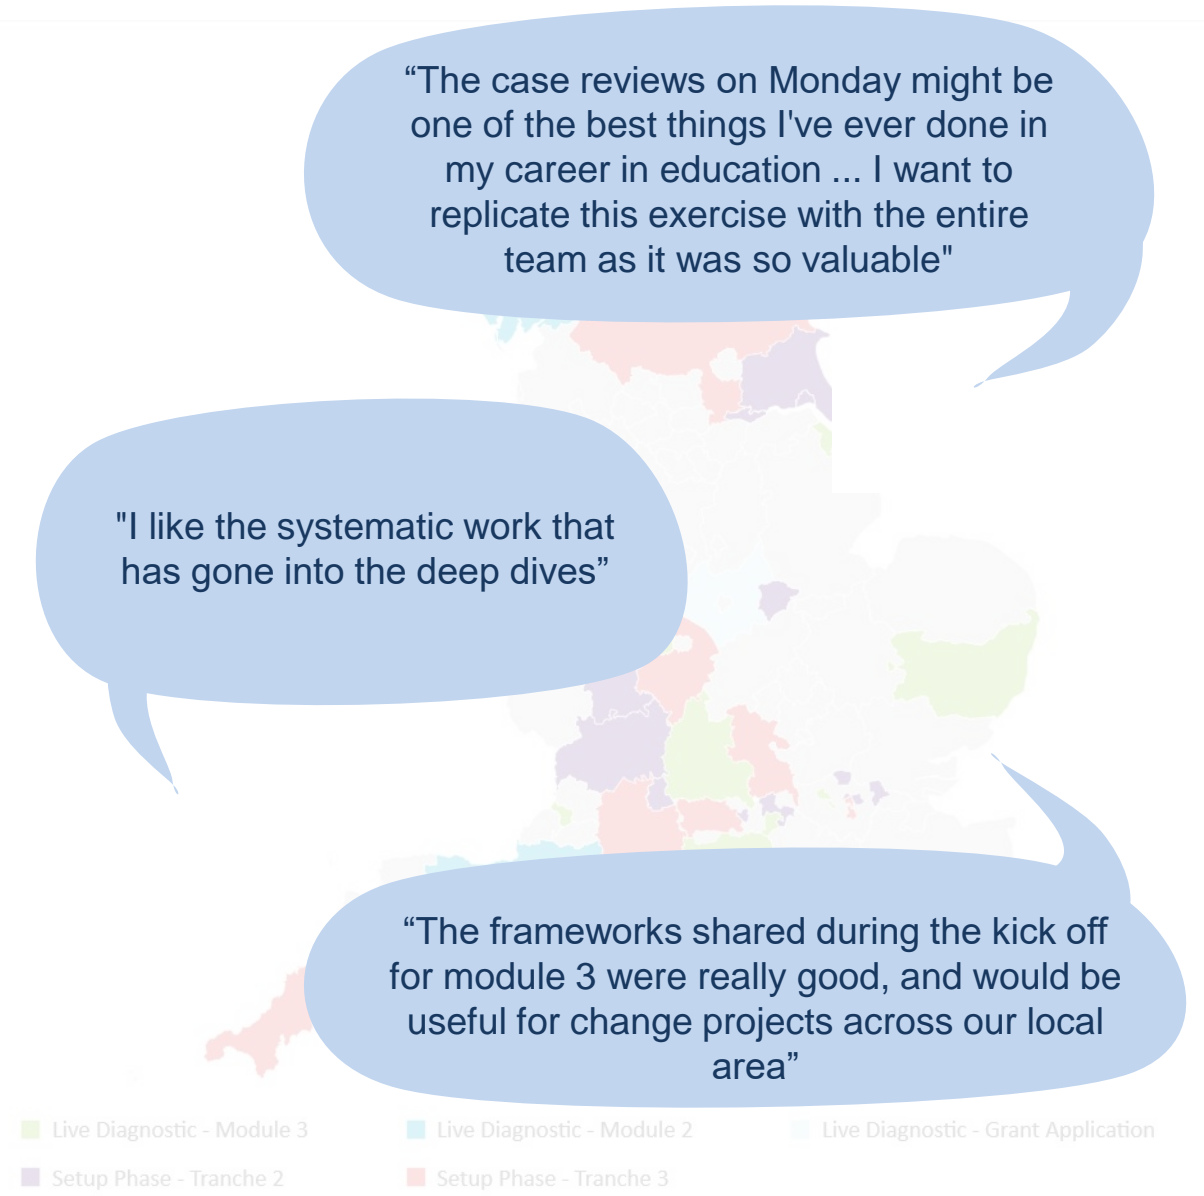 “The case reviews on Monday might be
one of the best things I've ever done in
my career in education ... I want to
replicate this exercise with the entire
team as it was so valuable"
"I like the systematic work that
has gone into the deep dives”
“The frameworks shared during the kick off
for module 3 were really good, and would be
useful for change projects across our local
area”
Live Diagnostic - Module 3
Live Diagnostic - Module 2
Live Diagnostic - Grant Application
Setup Phase - Tranche 2
Setup Phase - Tranche 3